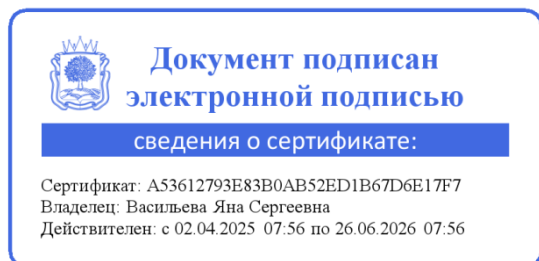 Документ подписан
электронной подписью
сведения о сертификате:
Сертификат: A53612793E83B0AB52ED1B67D6E17F7
Владелец: Васильева Яна Сергеевна
Действителен: с 02.04.2025 07:56 по 26.06.2026 07:56